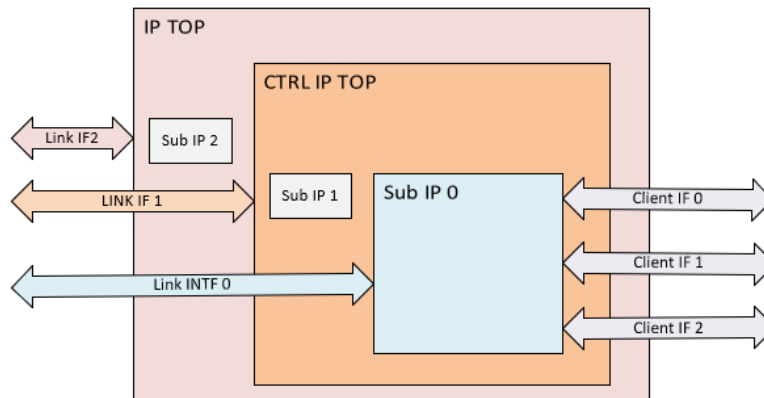 IP TOP
CTRL IP TOP
Link IF2
Sub IP 2
LINK IF 1
Sub IP 1
Sub IP 0
Client IF 0
Client IF 1
Link INTF 0
Client IF 2